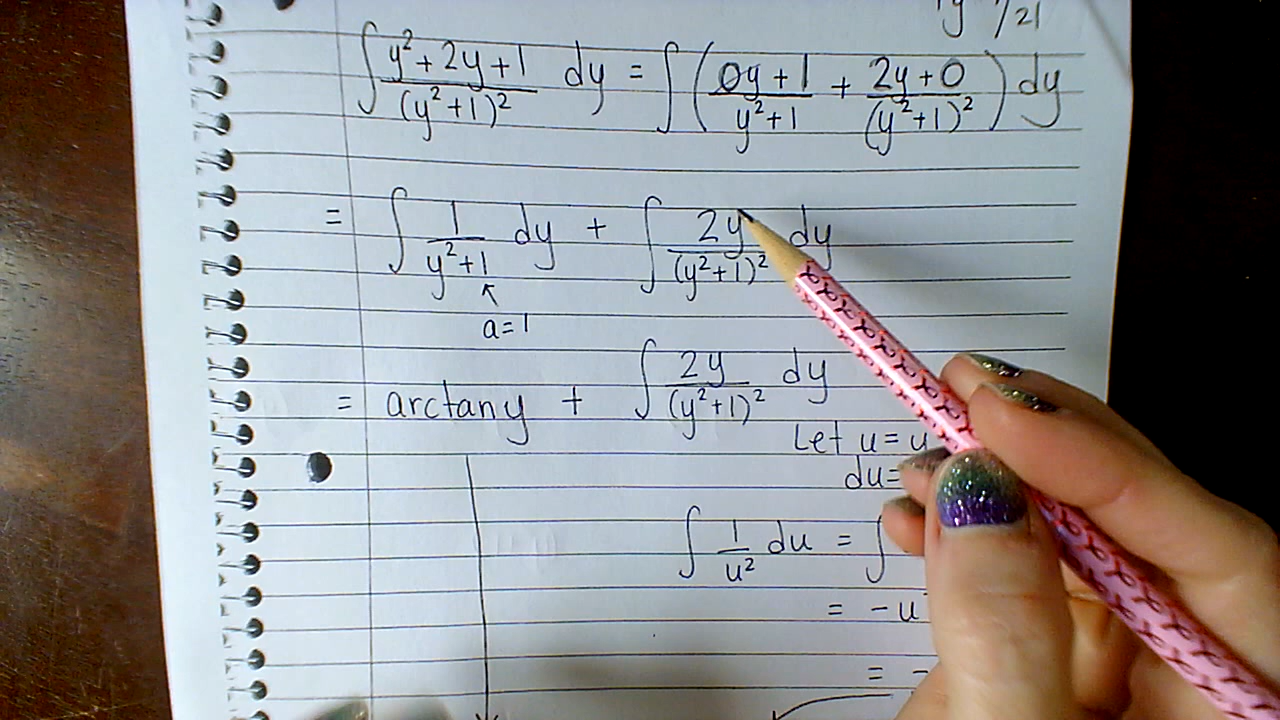 y /21
∫ (y²+2y+1)/(y²+1)² dy = ∫ ( (0y+1)/(y²+1) + (2y+0)/(y²+1)² ) dy
= ∫ 1/(y²+1) dy + ∫ 2y/(y²+1)² dy
a=1
= arctany + ∫ 2y/(y²+1)² dy
Let u=
du=
∫ 1/u² du = ∫
= -u
= -